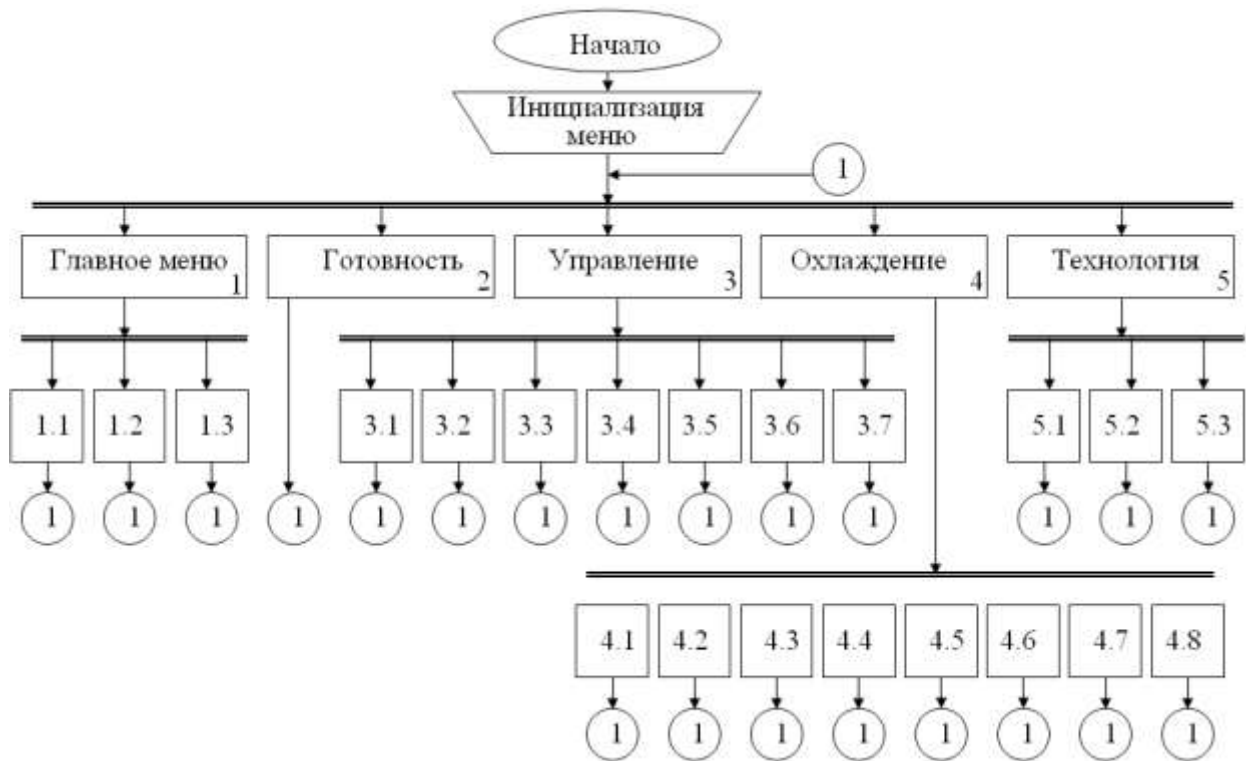 Начало
Инициализация
меню
1
Главное меню
1
Готовность
2
Управление
3
Охлаждение
4
Технология
5
1.1 1.2 1.3 3.1 3.2 3.3 3.4 3.5 3.6 3.7 5.1 5.2 5.3
1 1 1 1 1 1 1 1 1 1 1 1 1 1
4.1 4.2 4.3 4.4 4.5 4.6 4.7 4.8
1 1 1 1 1 1 1 1